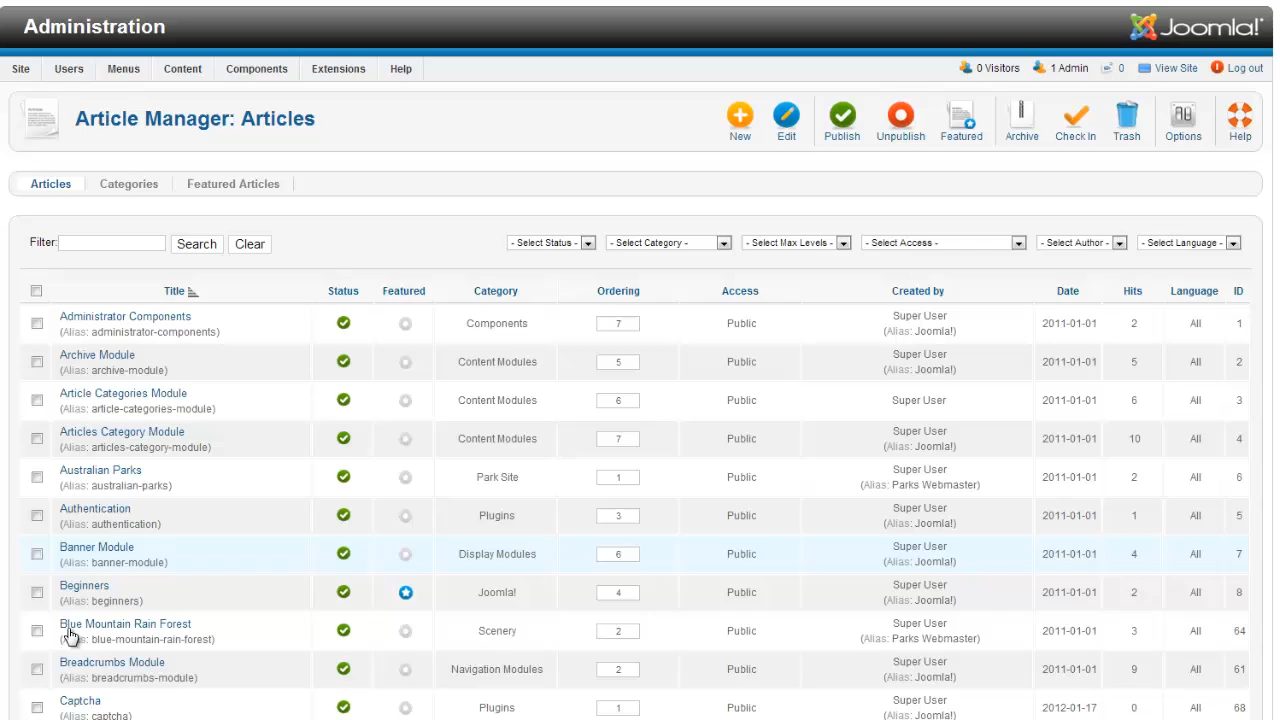 Administration
Joomla!
Site Users Menus Content Components Extensions Help
0 Visitors 1 Admin 0 View Site Log out
Article Manager: Articles
New Edit Publish Unpublish Featured Archive Check In Trash Options Help
Articles Categories Featured Articles
Filter: Search Clear - Select Status - - Select Category - - Select Max Levels - - Select Access - - Select Author - - Select Language -
Title Status Featured Category Ordering Access Created by Date Hits Language ID
Administrator Components
(Alias: administrator-components)
Components 7 Public
Super User
(Alias: Joomla!)
2011-01-01 2 All 1
Archive Module
(Alias: archive-module)
Content Modules 5 Public
Super User
(Alias: Joomla!)
2011-01-01 5 All 2
Article Categories Module
(Alias: article-categories-module)
Content Modules 6 Public
Super User
2011-01-01 6 All 3
Articles Category Module
(Alias: articles-category-module)
Content Modules 7 Public
Super User
(Alias: Joomla!)
2011-01-01 10 All 4
Australian Parks
(Alias: australian-parks)
Park Site 1 Public
Super User
(Alias: Parks Webmaster)
2011-01-01 2 All 6
Authentication
(Alias: authentication)
Plugins 3 Public
Super User
(Alias: Joomla!)
2011-01-01 1 All 5
Banner Module
(Alias: banner-module)
Display Modules 6 Public
Super User
(Alias: Joomla!)
2011-01-01 4 All 7
Beginners
(Alias: beginners)
Joomla! 4 Public
Super User
(Alias: Joomla!)
2011-01-01 2 All 8
Blue Mountain Rain Forest
blue-mountain-rain-forest)
Scenery 2 Public
Super User
(Alias: Parks Webmaster)
2011-01-01 3 All 64
Breadcrumbs Module
(Alias: breadcrumbs-module)
Navigation Modules 2 Public
Super User
(Alias: Joomla!)
2011-01-01 9 All 61
Captcha
(Alias: captcha)
Plugins 1 Public
Super User
(Alias: Joomla!)
2012-01-17 0 All 68